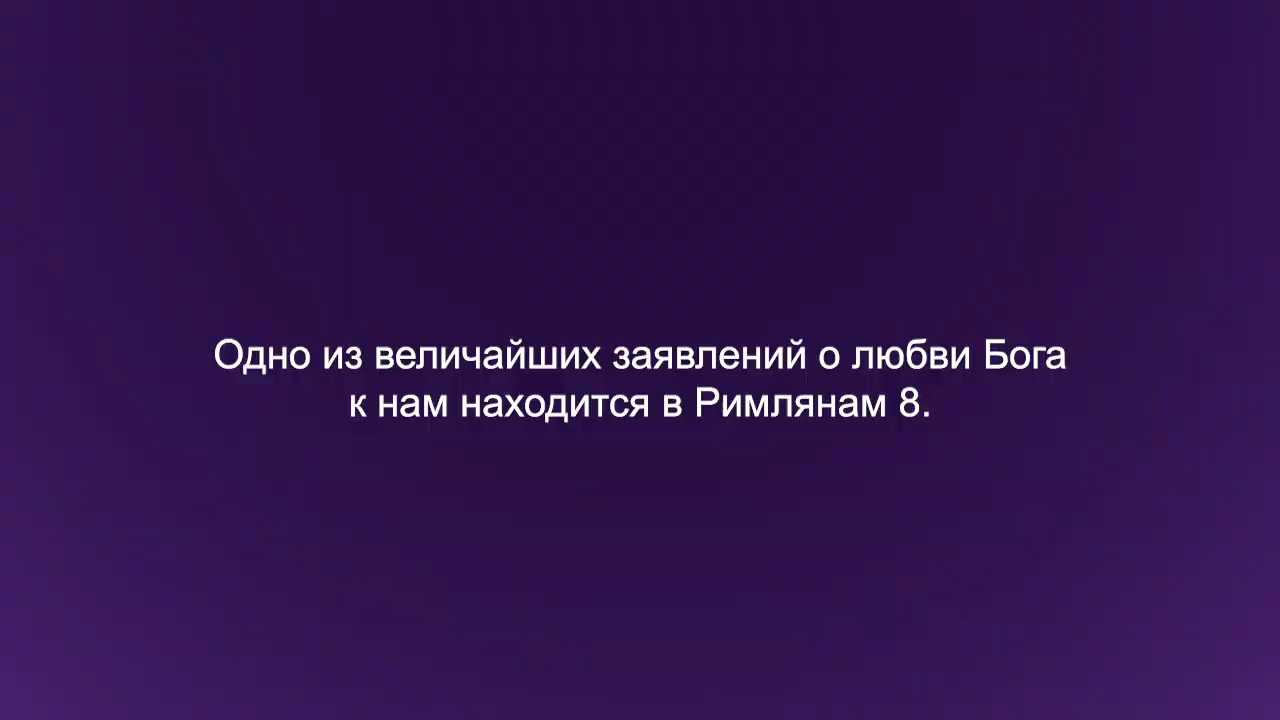 Одно из величайших заявлений о любви Бога
к нам находится в Римлянам 8.